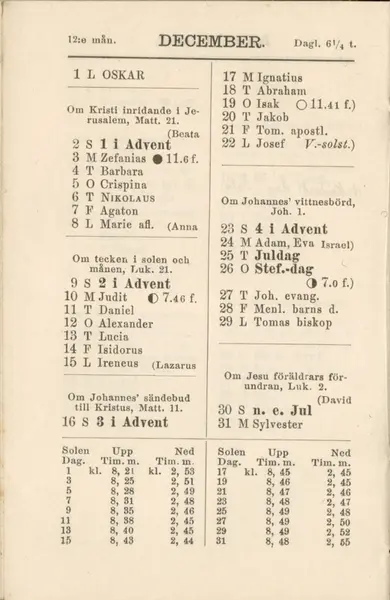 12:e mån. DECEMBER. Dagl. 6 1/4 t.
1 L OSKAR
Om Kristi inridande i Je-
rusalem, Matt. 21.
(Beata
2 S 1 i Advent
3 M Zefanias ● 11.6 f.
4 T Barbara
5 O Crispina
6 T NIKOLAUS
7 F Agaton
8 L Marie afl. (Anna
Om tecken i solen och
månen, Luk. 21.
9 S 2 i Advent
10 M Judit ◐ 7.46 f.
11 T Daniel
12 O Alexander
13 T Lucia
14 F Isidorus
15 L Ireneus (Lazarus
Om Johannes' sändebud
till Kristus, Matt. 11.
16 S 3 i Advent
17 M Ignatius
18 T Abraham
19 O Isak ○ 11.41 f.)
20 T Jakob
21 F Tom. apostl.
22 L Josef V.-solst.)
Om Johannes' vittnesbörd,
Joh. 1.
23 S 4 i Advent
24 M Adam, Eva Israel)
25 T Juldag
26 O Stef.-dag
◑ 7.0 f.)
27 T Joh. evang.
28 F Menl. barns d.
29 L Tomas biskop
Om Jesu föräldrars för-
undran, Luk. 2.
(David
30 S n. e. Jul
31 M Sylvester
Solen Upp Ned
Dag. Tim. m. Tim. m.
1 kl. 8, 21 kl. 2, 53
3 8, 25 2, 51
5 8, 28 2, 49
7 8, 31 2, 48
9 8, 35 2, 46
11 8, 38 2, 45
13 8, 40 2, 45
15 8, 43 2, 44
Solen Upp Ned
Dag. Tim. m. Tim. m.
17 kl. 8, 45 kl. 2, 45
19 8, 46 2, 45
21 8, 47 2, 46
23 8, 48 2, 47
25 8, 49 2, 48
27 8, 49 2, 50
29 8, 49 2, 52
31 8, 48 2, 55